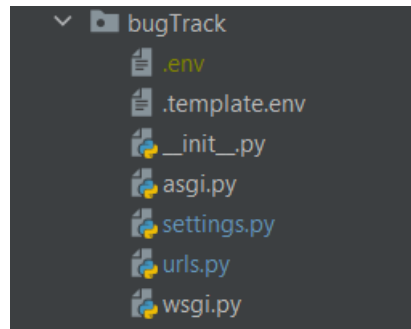 bugTrack
.env
.template.env
__init__.py
asgi.py
settings.py
urls.py
wsgi.py